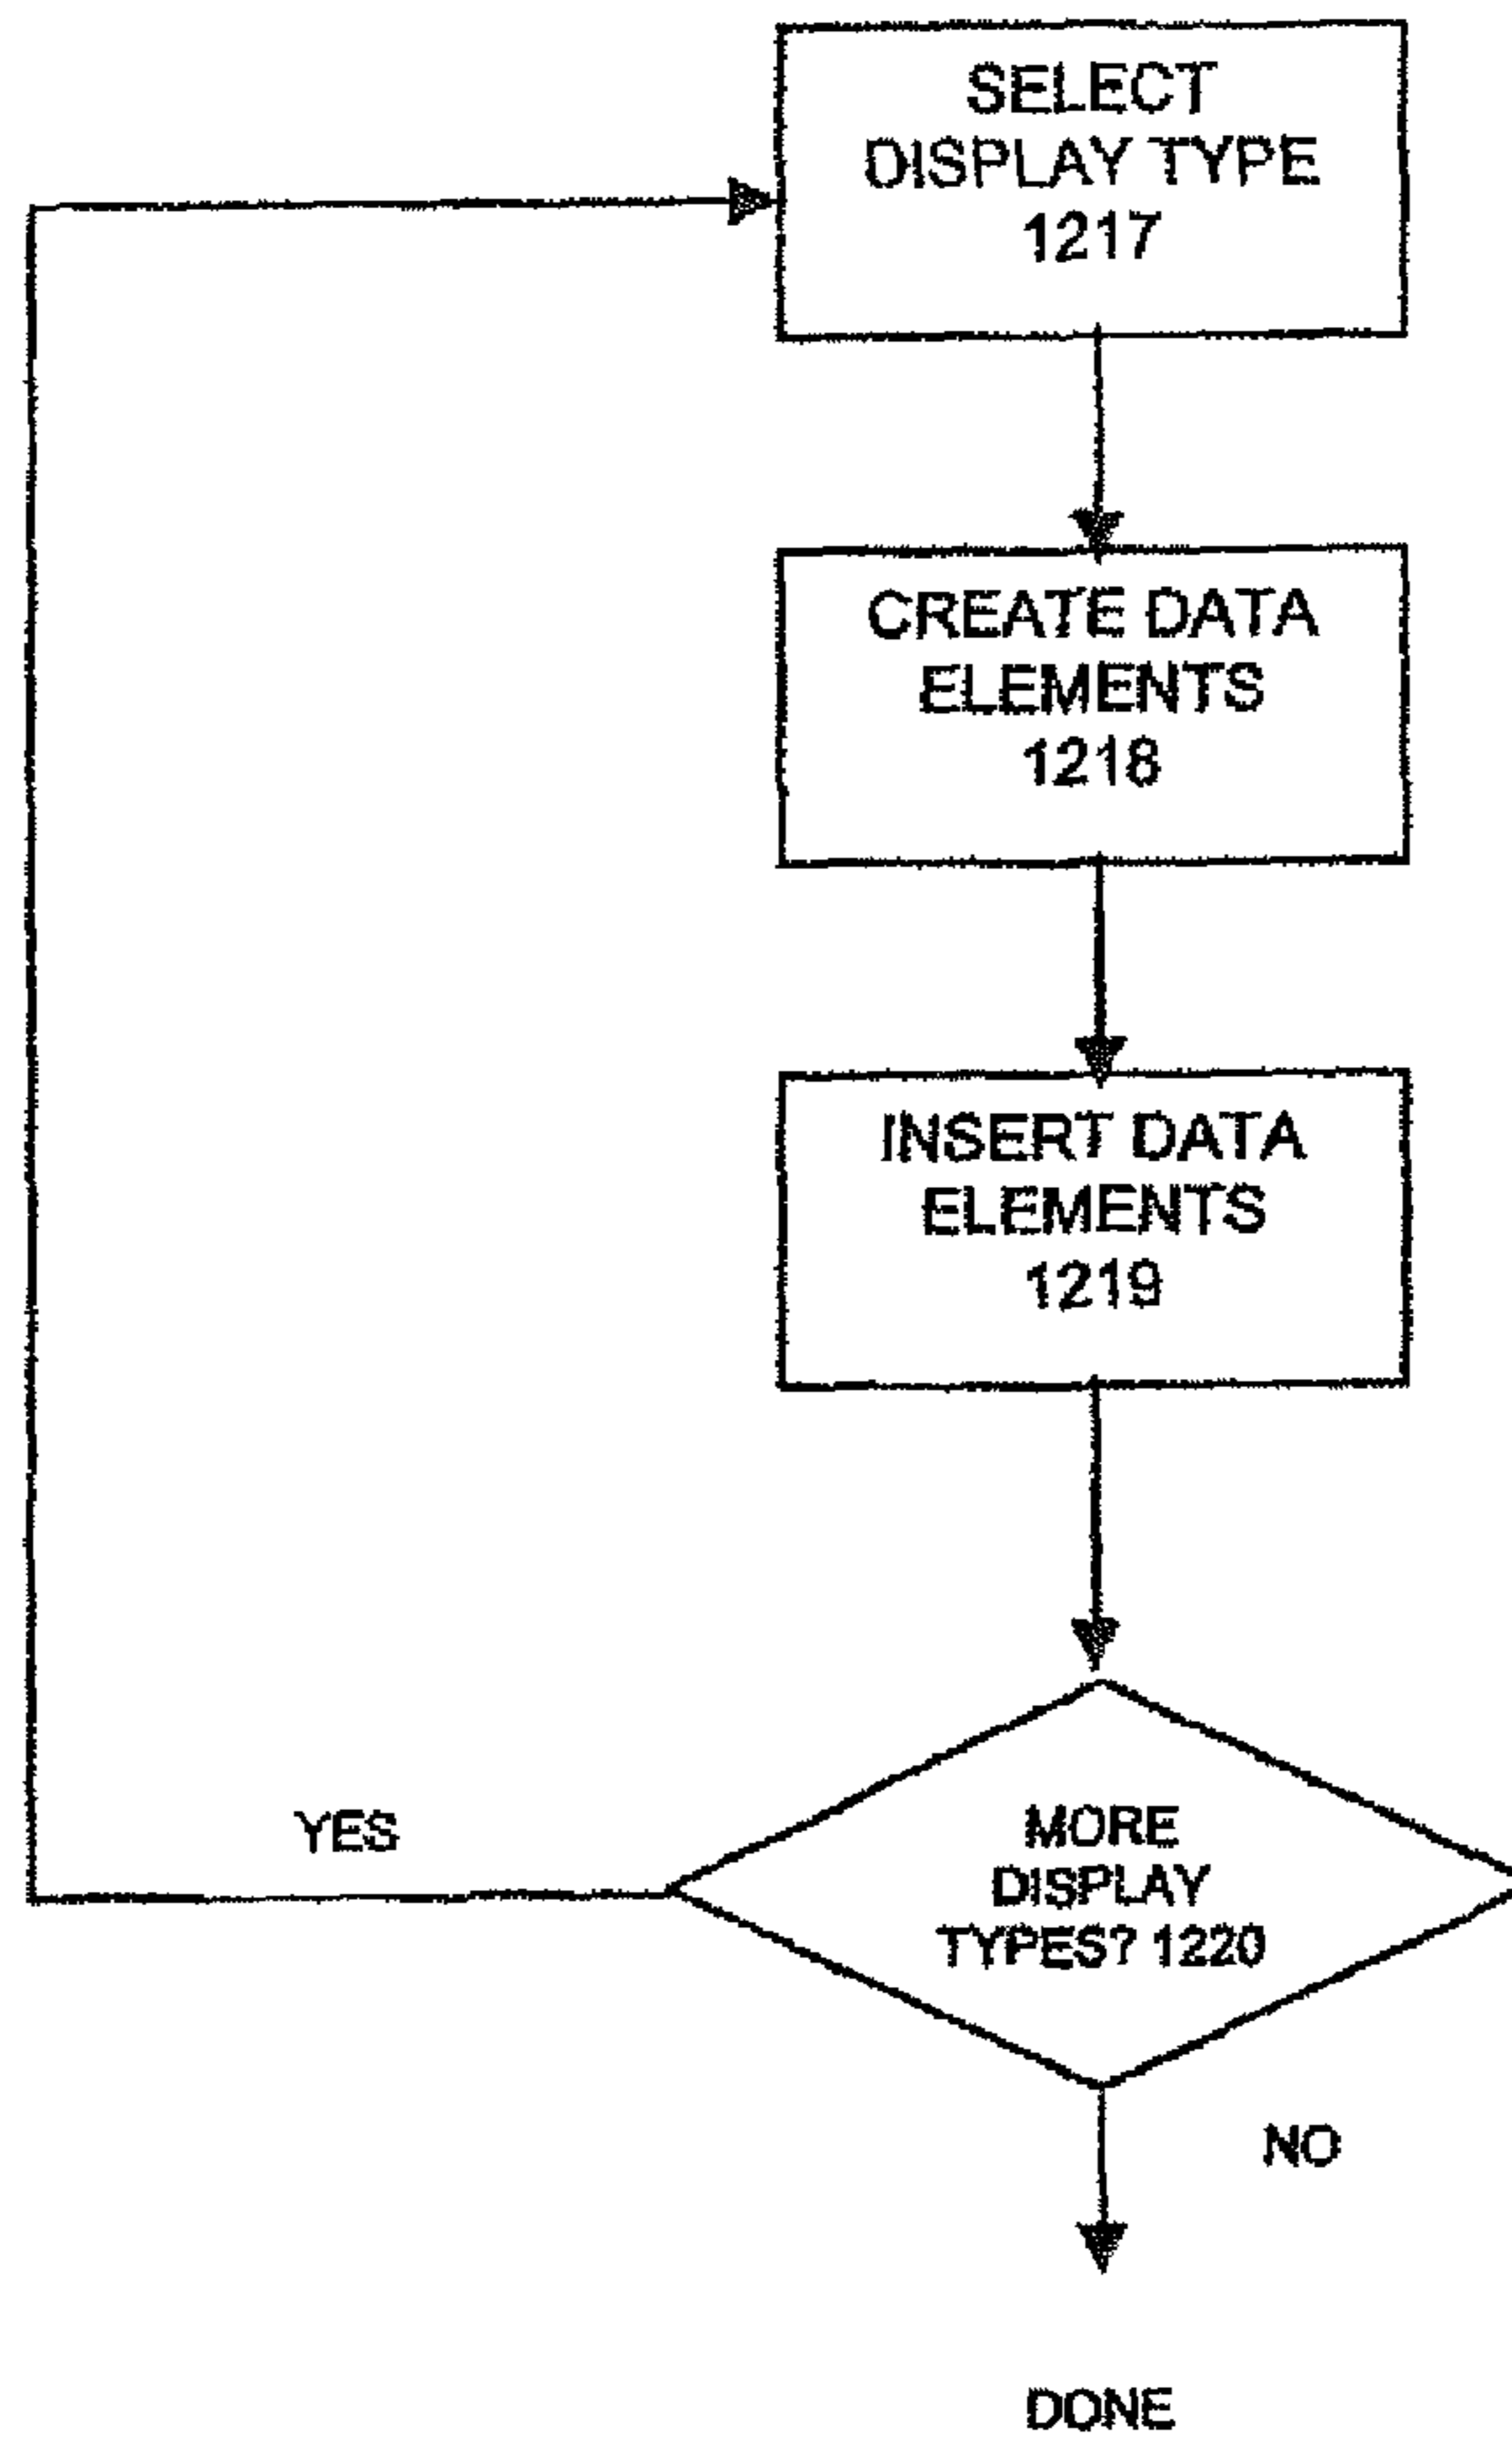 SELECT
DISPLAY TYPE
1217
CREATE DATA
ELEMENTS
1218
INSERT DATA
ELEMENTS
1219
YES
MORE
DISPLAY
TYPES? 1220
NO
DONE